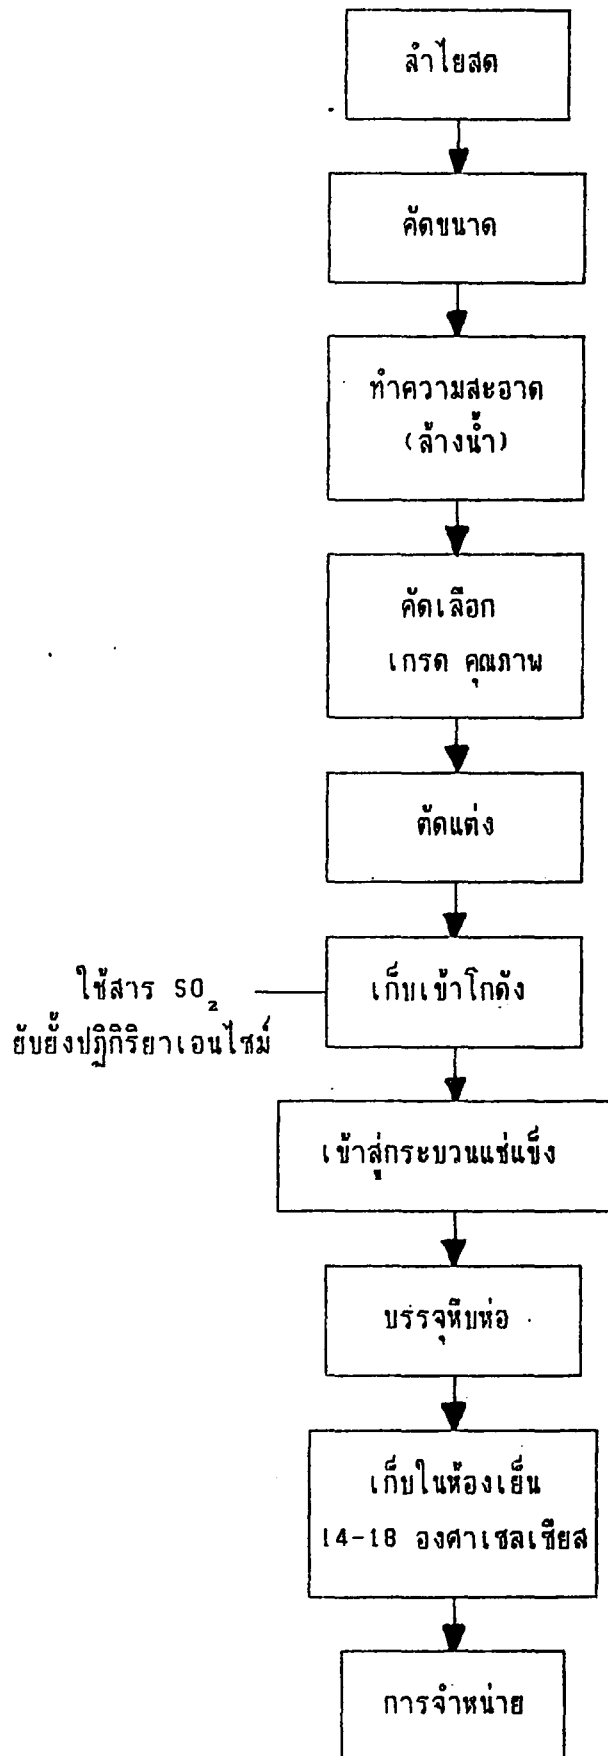 ลำไยสด
คัดขนาด
ทำความสะอาด
(ล้างน้ำ)
คัดเลือก
เกรด คุณภาพ
ตัดแต่ง
ใช้สาร SO₂
ยับยั้งปฏิกิริยาเอนไซม์
เก็บเข้าโกดัง
เข้าสู่กระบวนแช่แข็ง
บรรจุหีบห่อ
เก็บในห้องเย็น
14-18 องศาเซลเซียส
การจำหน่าย